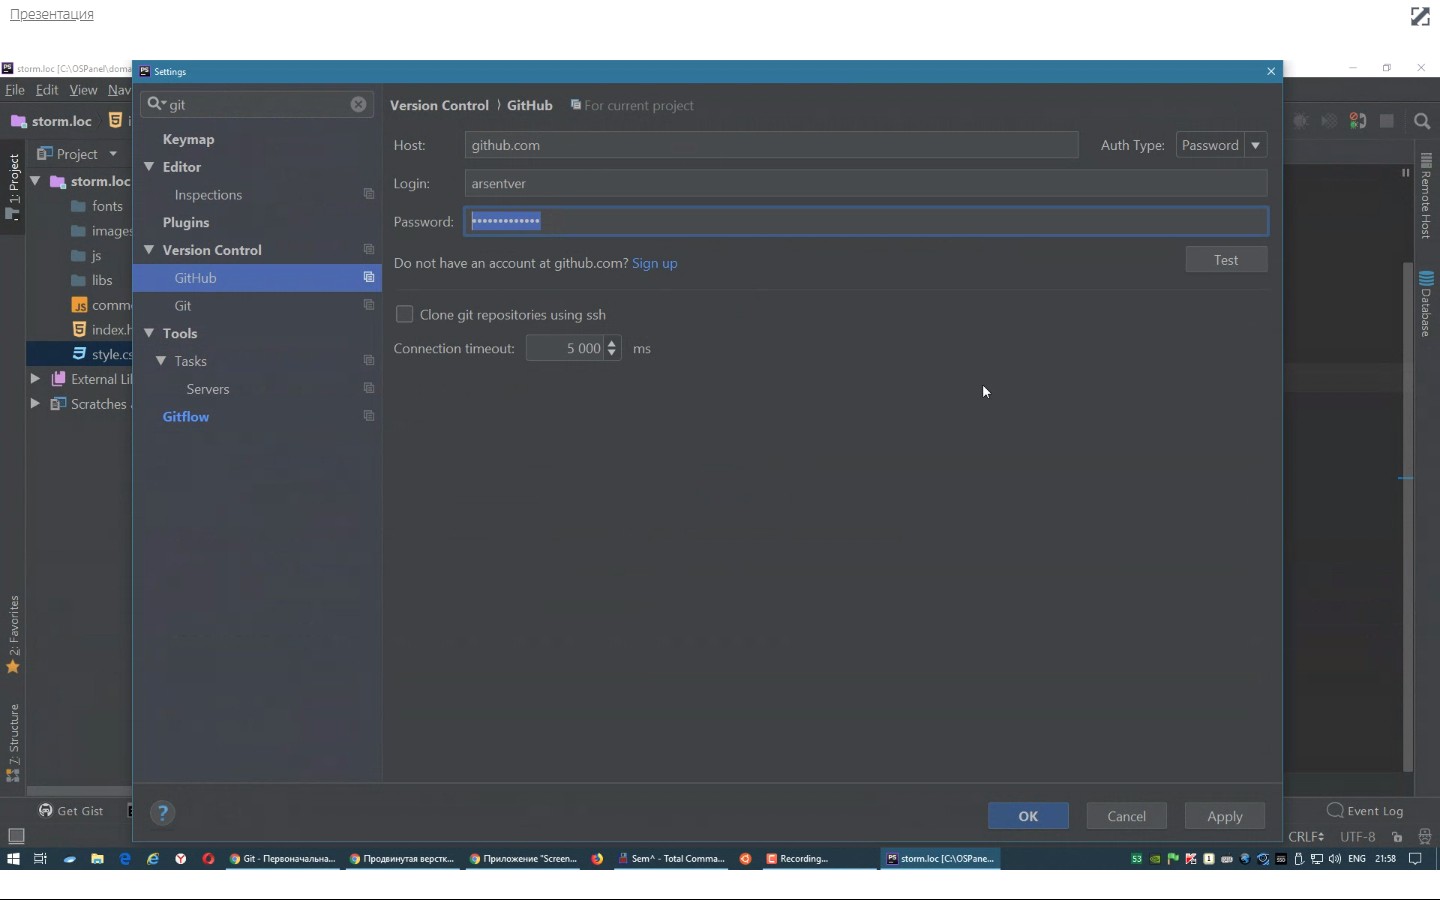 Презентация
storm.loc [C:\OSPanel\doma
Settings
File Edit View Nav
git
Version Control
GitHub
For current project
storm.loc
Keymap
Host:
github.com
Auth Type:
Password
1: Project
Project
Editor
storm.loc
Login:
arsentver
Inspections
Remote Host
fonts
Plugins
Password:
images
Version Control
js
Do not have an account at github.com? Sign up
Test
GitHub
libs
Git
comm
Clone git repositories using ssh
Database
index.h
Tools
Connection timeout:
5 000
ms
style.cs
Tasks
External Li
Servers
Scratches
Gitflow
2: Favorites
7: Structure
Get Gist
?
OK
Cancel
Apply
Event Log
CRLF
UTF-8
Git - Первоначальна...
Продвинутая верстк...
Приложение "Screen...
Sem^ - Total Comma...
Recording...
storm.loc [C:\OSPane...
53
ENG
21:58